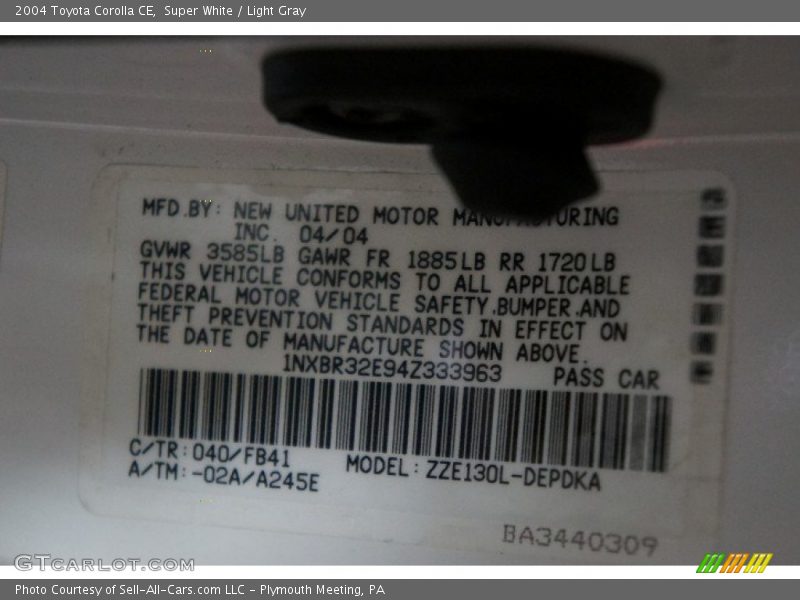 2004 Toyota Corolla CE, Super White / Light Gray
MFD.BY: NEW UNITED MOTOR MANUFACTURING
INC. 04/04
GVWR 3585LB GAWR FR 1885LB RR 1720LB
THIS VEHICLE CONFORMS TO ALL APPLICABLE
FEDERAL MOTOR VEHICLE SAFETY,BUMPER,AND
THEFT PREVENTION STANDARDS IN EFFECT ON
THE DATE OF MANUFACTURE SHOWN ABOVE.
1NXBR32E94Z333963 PASS CAR
C/TR:040/FB41
A/TM:-02A/A245E
MODEL:ZZE130L-DEPDKA
BA3440309
GTcarlot.com
Photo Courtesy of Sell-All-Cars.com LLC - Plymouth Meeting, PA